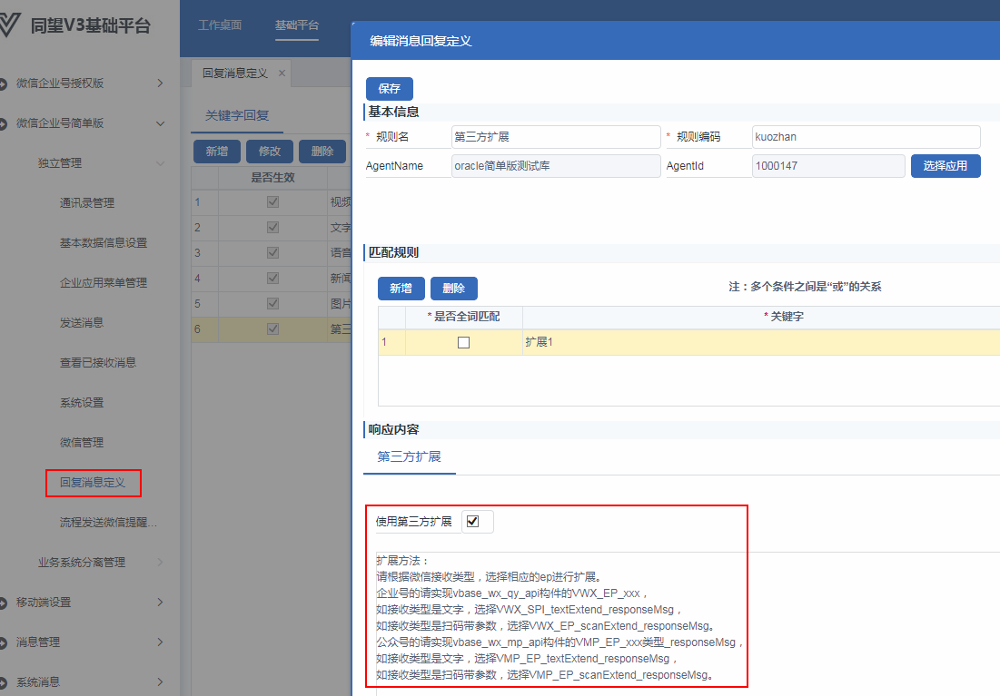 同望V3基础平台
工作桌面
基础平台
微信企业号授权版
微信企业号简单版
独立管理
通讯录管理
基本数据信息设置
企业应用菜单管理
发送消息
查看已接收消息
系统设置
微信管理
回复消息定义
流程发送微信提醒...
业务系统分离管理
移动端设置
消息管理
系统消息
回复消息定义 ×
关键字回复
新增 修改 删除
是否生效
1 视频
2 文字
3 语音
4 新闻
5 图片
6 第三
编辑消息回复定义
保存
基本信息
* 规则名 第三方扩展 * 规则编码 kuozhan
AgentName oracle简单版测试库 AgentId 1000147 选择应用
匹配规则
新增 删除 注：多个条件之间是“或”的关系
* 是否全词匹配 * 关键字
1 扩展1
响应内容
第三方扩展
使用第三方扩展
扩展方法：
请根据微信接收类型，选择相应的ep进行扩展。
企业号的请实现vbase_wx_qy_api构件的VWX_EP_xxx，
如接收类型是文字，选择VWX_SPI_textExtend_responseMsg，
如接收类型是扫码带参数，选择VWX_EP_scanExtend_responseMsg。
公众号的请实现vbase_wx_mp_api构件的VMP_EP_xxx类型_responseMsg，
如接收类型是文字，选择VMP_EP_textExtend_responseMsg，
如接收类型是扫码带参数，选择VMP_EP_scanExtend_responseMsg。